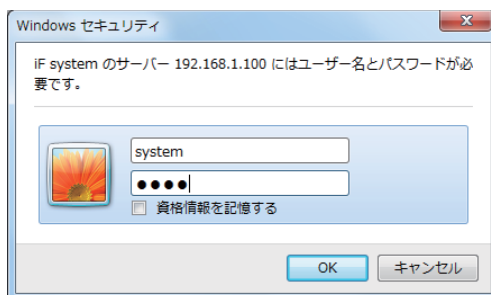 Windows セキュリティ
iF system のサーバー 192.168.1.100 にはユーザー名とパスワードが必
要です。
system
●●●●
資格情報を記憶する
OK
キャンセル